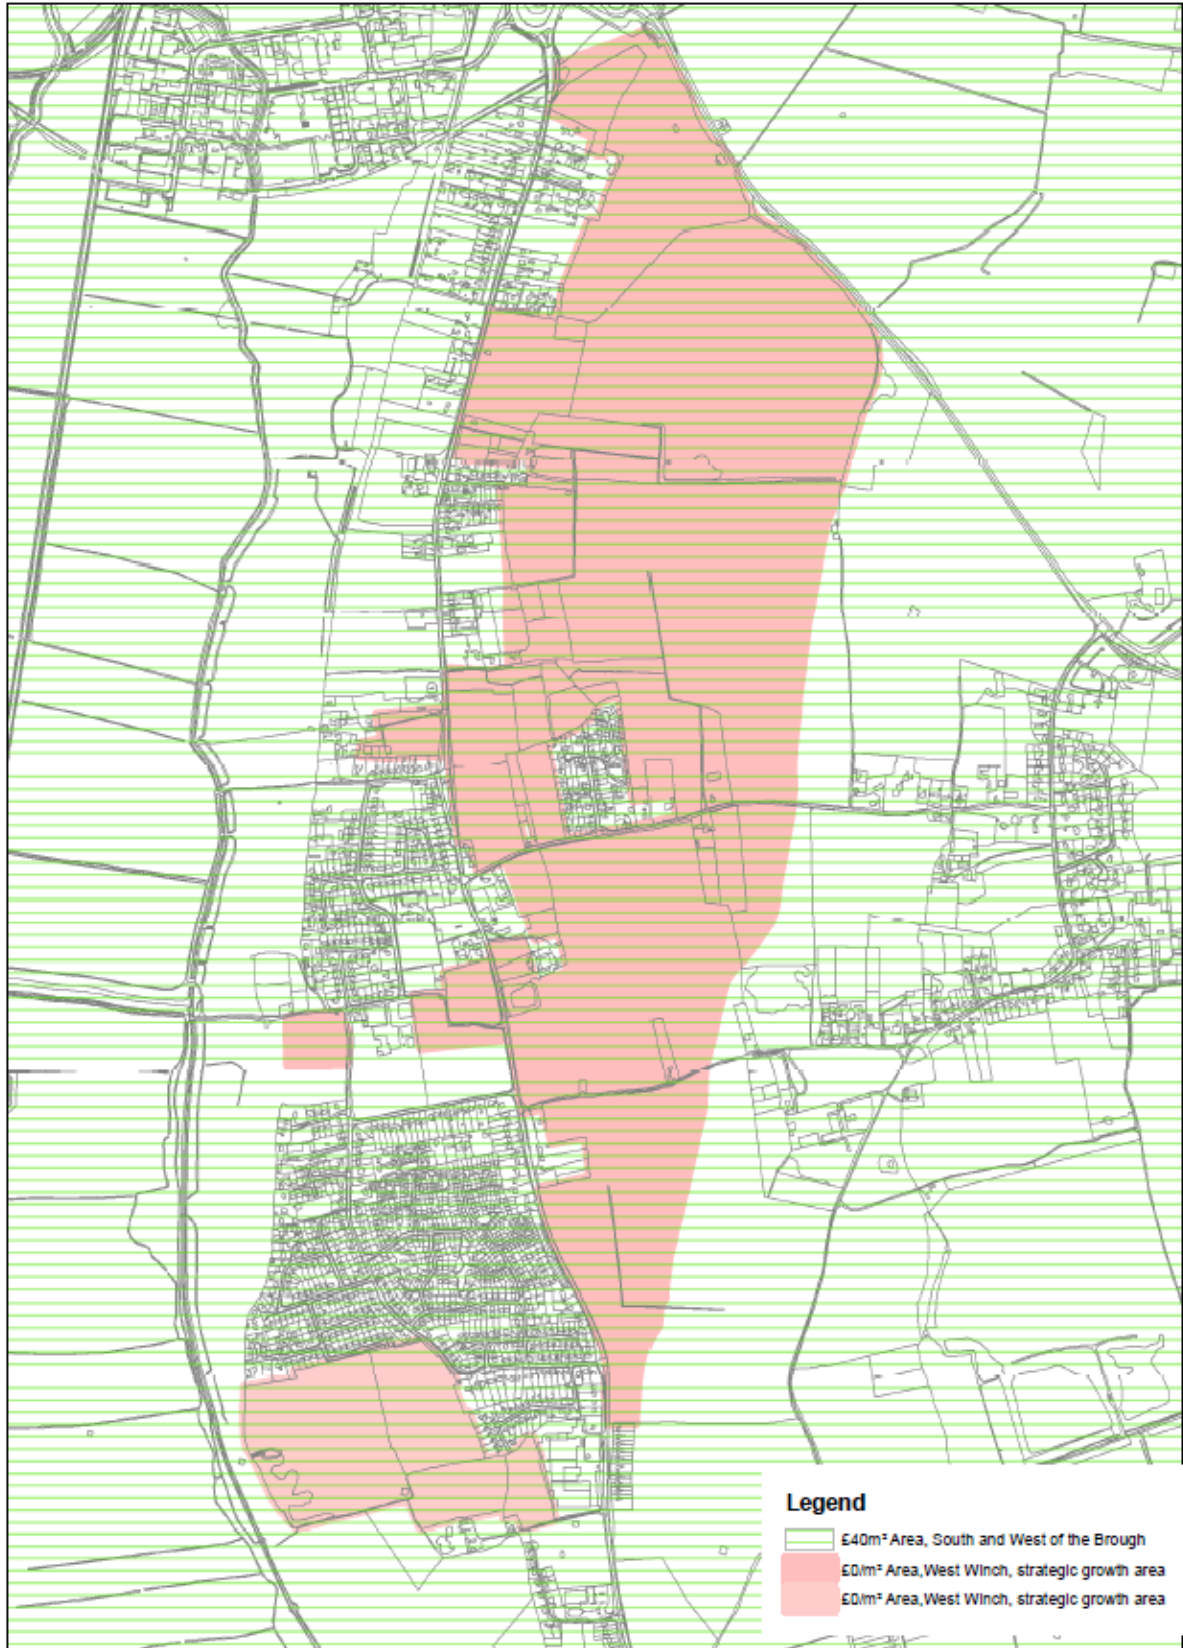 Legend
£40m² Area, South and West of the Brough
£0/m² Area,West Winch, strategic growth area
£0/m² Area,West Winch, strategic growth area